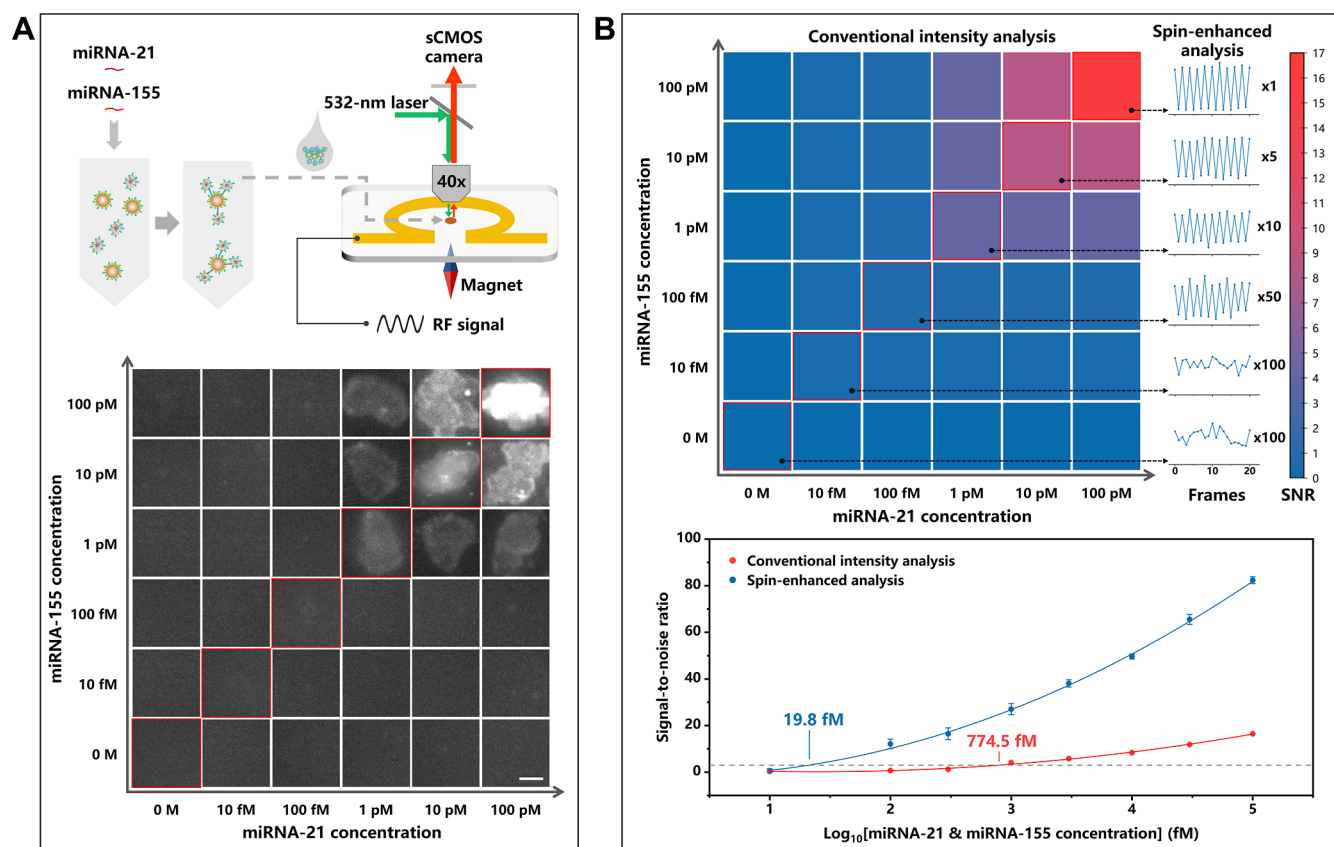 A
miRNA-21
miRNA-155
sCMOS
camera
532-nm laser
40x
Magnet
RF signal
miRNA-155 concentration
100 pM
10 pM
1 pM
100 fM
10 fM
0 M
0 M 10 fM 100 fM 1 pM 10 pM 100 pM
miRNA-21 concentration
B
Conventional intensity analysis
Spin-enhanced
analysis
miRNA-155 concentration
100 pM
10 pM
1 pM
100 fM
10 fM
0 M
0 M 10 fM 100 fM 1 pM 10 pM 100 pM
miRNA-21 concentration
x1
x5
x10
x50
x100
x100
0 10 20
Frames
17
16
15
14
13
12
11
10
9
8
7
6
5
4
3
2
1
0
SNR
Signal-to-noise ratio
100
80
60
40
20
0
Conventional intensity analysis
Spin-enhanced analysis
19.8 fM
774.5 fM
1 2 3 4 5
Log10[miRNA-21 & miRNA-155 concentration] (fM)